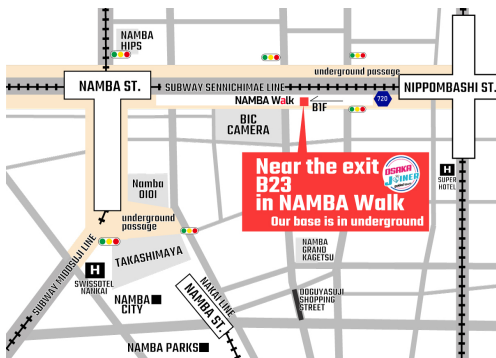 NAMBA
HIPS
underground passage
NAMBA ST.
SUBWAY SENNICHIMAE LINE
NIPPOMBASHI ST.
NAMBA Walk
B1F
720
BIC
CAMERA
Near the exit
B23
in NAMBA Walk
Our base is in underground
OSAKA
JOINER
H
SUPER
HOTEL
Namba
OIOI
underground
passage
SUBWAY MIDOSUJI LINE
TAKASHIMAYA
NAMBA
GRAND
KAGETSU
H
SWISSOTEL
NANKAI
NAMBA
CITY
NANKAI LINE
NAMBA ST.
DOGUYASUJI
SHOPPING
STREET
NAMBA PARKS